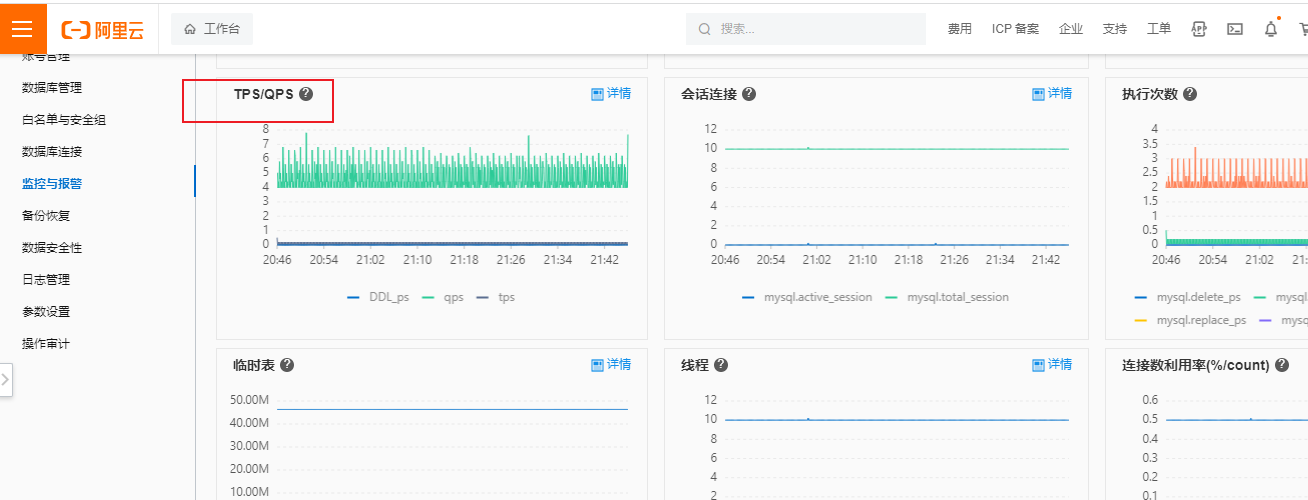 阿里云
工作台
搜索...
费用
ICP 备案
企业
支持
工单
账号管理
数据库管理
白名单与安全组
数据库连接
监控与报警
备份恢复
数据安全性
日志管理
参数设置
操作审计
TPS/QPS ?
详情
8
7
6
5
4
3
2
1
0
20:46 20:54 21:02 21:10 21:18 21:26 21:34 21:42
DDL_ps qps tps
会话连接 ?
详情
12
10
8
6
4
2
0
20:46 20:54 21:02 21:10 21:18 21:26 21:34 21:42
mysql.active_session mysql.total_session
执行次数 ?
4
3.5
3
2.5
2
1.5
1
0.5
0
20:46 20:54 21:02
mysql.delete_ps mysql.
mysql.replace_ps mysq
临时表 ?
详情
50.00M
40.00M
30.00M
20.00M
10.00M
线程 ?
详情
12
10
8
6
4
2
连接数利用率(%/count) ?
0.6
0.5
0.4
0.3
0.2
0.1